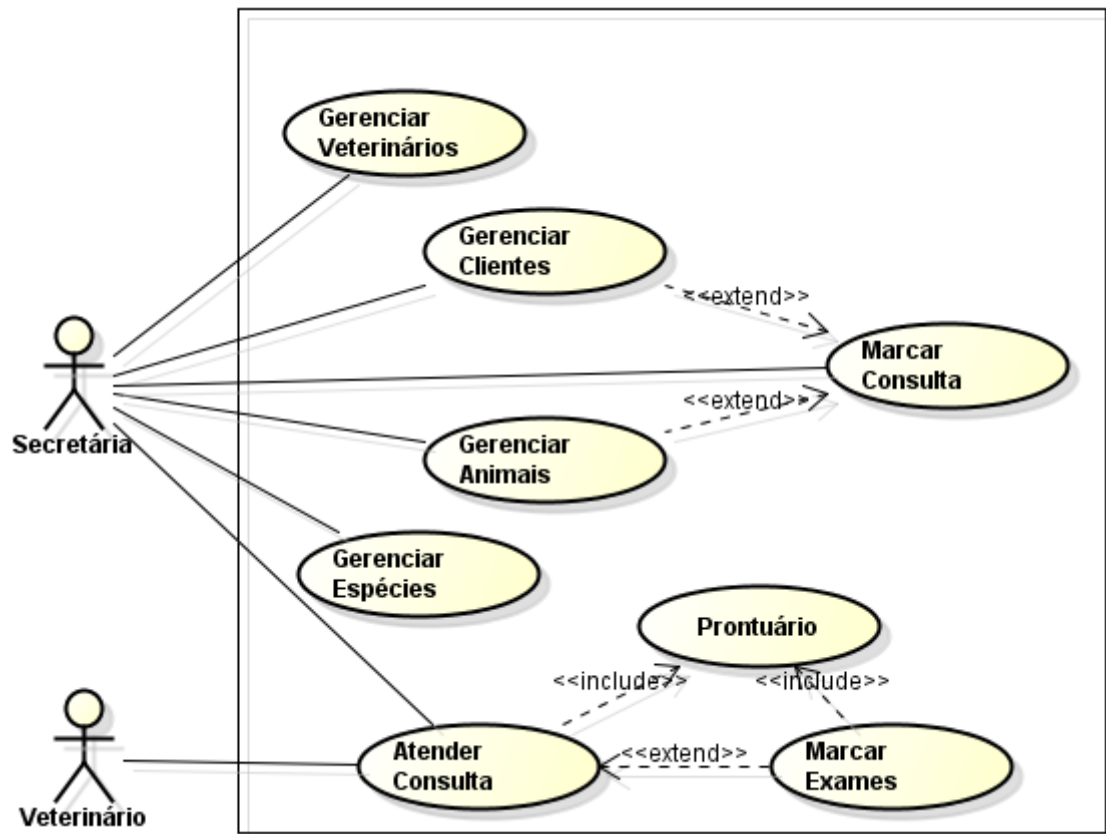 Gerenciar
Veterinários
Gerenciar
Clientes
<<extend>>
Marcar
Consulta
<<extend>>
Secretária
Gerenciar
Animais
Gerenciar
Espécies
Prontuário
<<include>>
<<include>>
Atender
Consulta
<<extend>>
Marcar
Exames
Veterinário